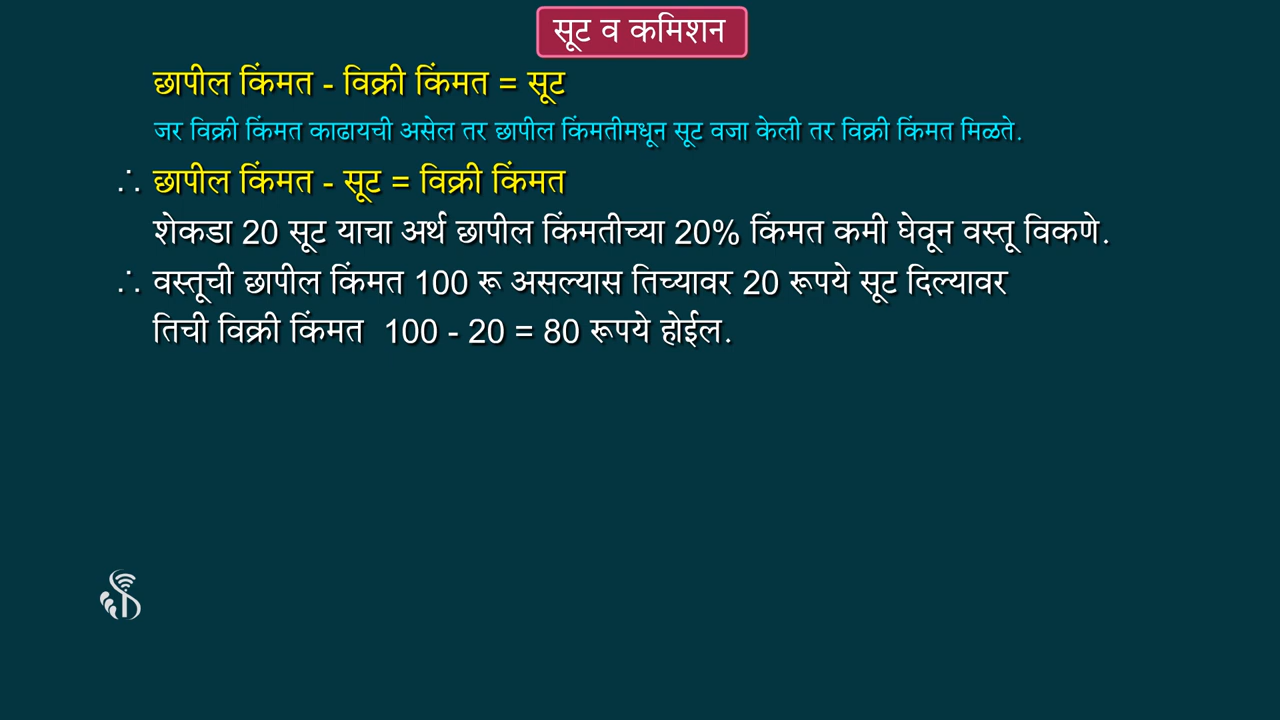 सूट व कमिशन
छापील किंमत - विक्री किंमत = सूट
जर विक्री किंमत काढायची असेल तर छापील किंमतीमधून सूट वजा केली तर विक्री किंमत मिळते.
∴ छापील किंमत - सूट = विक्री किंमत
शेकडा 20 सूट याचा अर्थ छापील किंमतीच्या 20% किंमत कमी घेवून वस्तू विकणे.
∴ वस्तूची छापील किंमत 100 रू असल्यास तिच्यावर 20 रूपये सूट दिल्यावर
तिची विक्री किंमत 100 - 20 = 80 रूपये होईल.